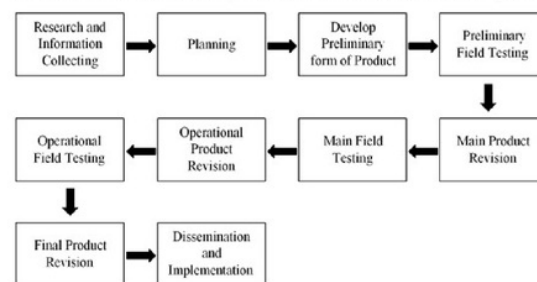 Research and
Information
Collecting
Planning
Develop
Preliminary
form of Product
Preliminary
Field Testing
Main Product
Revision
Main Field
Testing
Operational
Product
Revision
Operational
Field Testing
Final Product
Revision
Dissemination
and
Implementation